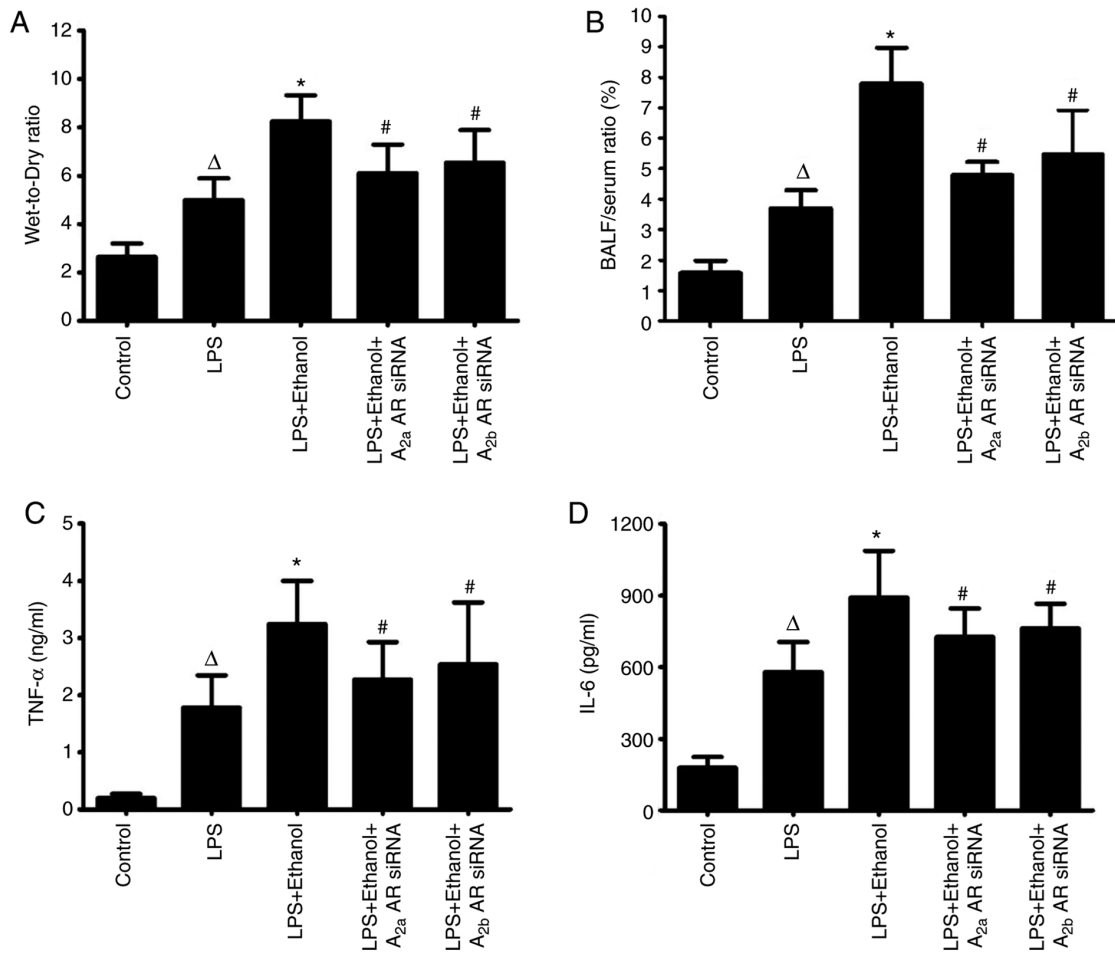 A
Wet-to-Dry ratio
12
10
8
6
4
2
0
Δ
*
#
#
Control
LPS
LPS+Ethanol
LPS+Ethanol+
A2a AR siRNA
LPS+Ethanol+
A2b AR siRNA
B
BALF/serum ratio (%)
10
9
8
7
6
5
4
3
2
1
0
Δ
*
#
#
Control
LPS
LPS+Ethanol
LPS+Ethanol+
A2a AR siRNA
LPS+Ethanol+
A2b AR siRNA
C
TNF-α (ng/ml)
5
4
3
2
1
0
Δ
*
#
#
Control
LPS
LPS+Ethanol
LPS+Ethanol+
A2a AR siRNA
LPS+Ethanol+
A2b AR siRNA
D
IL-6 (pg/ml)
1200
900
600
300
0
Δ
*
#
#
Control
LPS
LPS+Ethanol
LPS+Ethanol+
A2a AR siRNA
LPS+Ethanol+
A2b AR siRNA